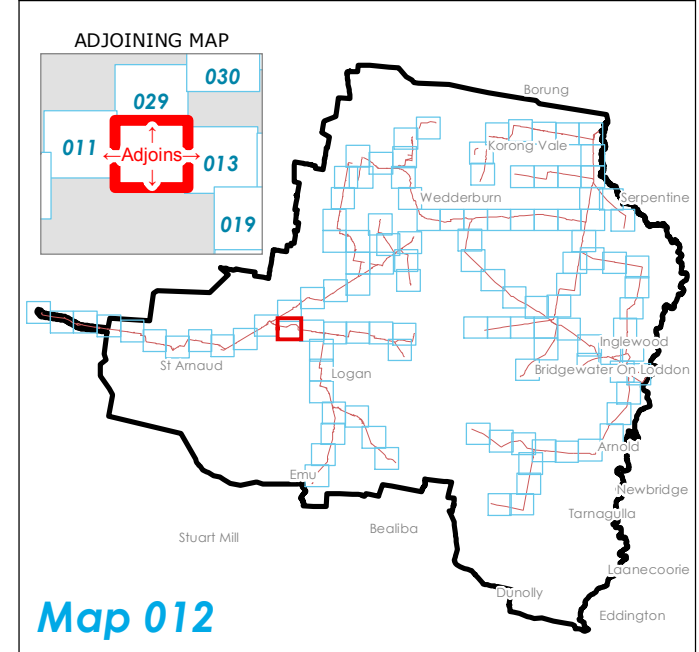 ADJOINING MAP
030
029
011
Adjoins
013
019
Borung
Korong Vale
Wedderburn
Serpentine
Inglewood
St Arnaud
Logan
Bridgewater On Loddon
Arnold
Emu
Newbridge
Tarnagulla
Stuart Mill
Bealiba
Laanecoorie
Dunolly
Eddington
Map 012